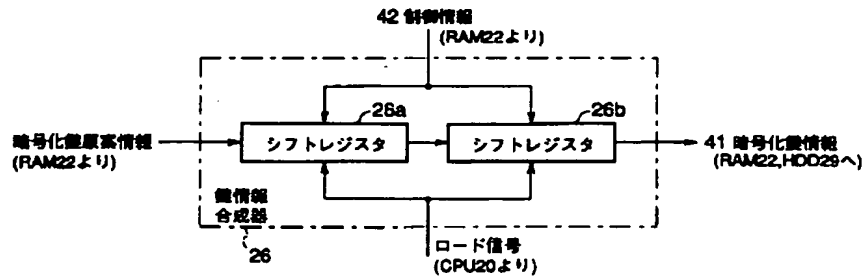 42 制御情報
(RAM22より)
26a
26b
シフトレジスタ
シフトレジスタ
暗号化鍵原案情報
(RAM22より)
41 暗号化鍵情報
(RAM22,HDD29へ)
鍵情報
合成器
26
ロード信号
(CPU20より)